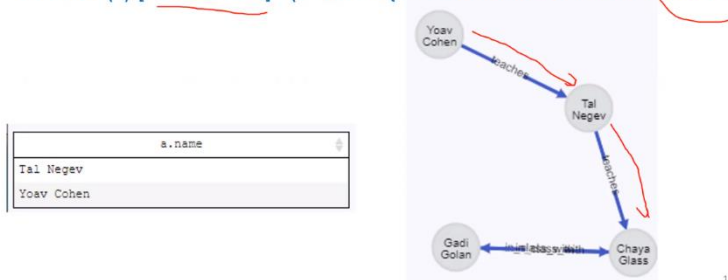 Yoav
Cohen
teaches
Tal
Negev
a.name
Tal Negev
Yoav Cohen
teaches
Gadi
Golan
Chaya
Glass